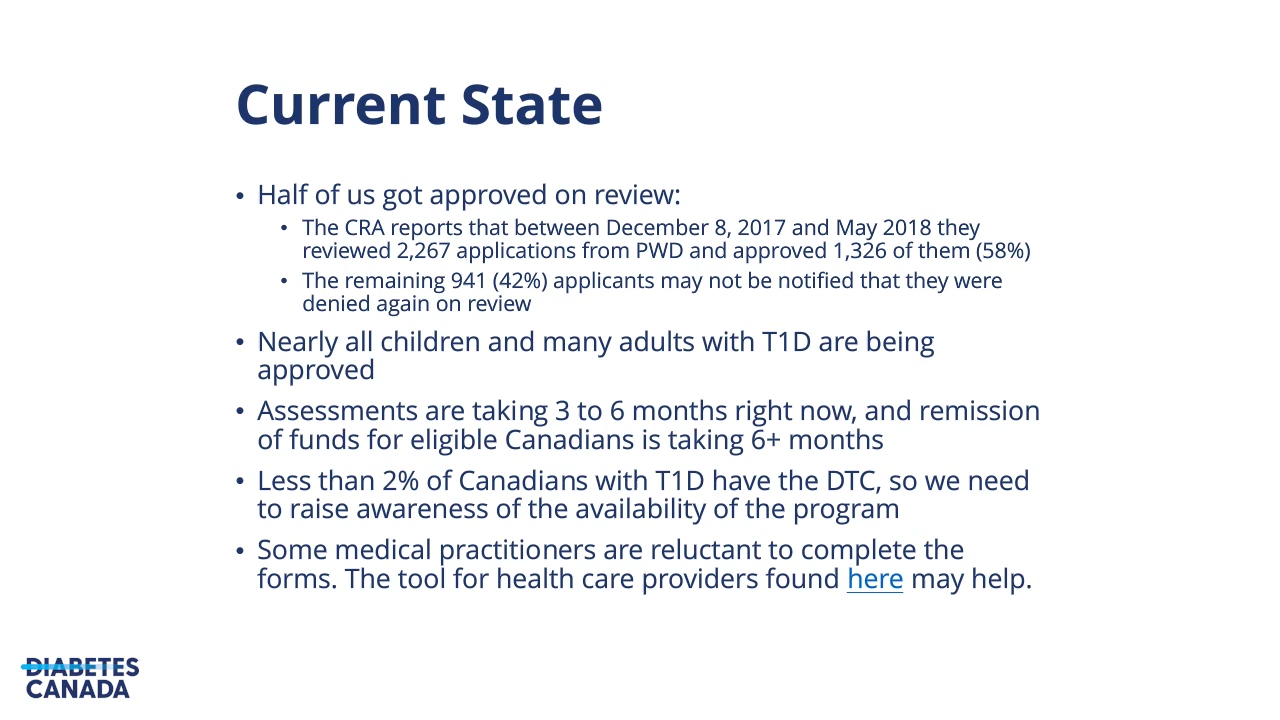 Current State
• Half of us got approved on review:
• The CRA reports that between December 8, 2017 and May 2018 they
reviewed 2,267 applications from PWD and approved 1,326 of them (58%)
• The remaining 941 (42%) applicants may not be notified that they were
denied again on review
• Nearly all children and many adults with T1D are being
approved
• Assessments are taking 3 to 6 months right now, and remission
of funds for eligible Canadians is taking 6+ months
• Less than 2% of Canadians with T1D have the DTC, so we need
to raise awareness of the availability of the program
• Some medical practitioners are reluctant to complete the
forms. The tool for health care providers found here may help.
DIABETES
CANADA